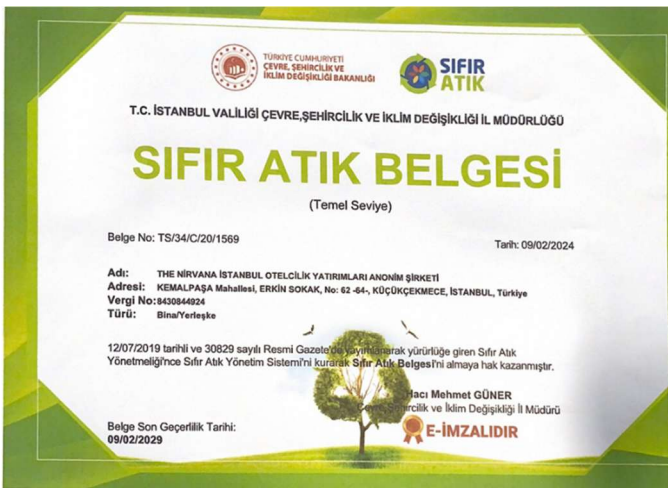 TÜRKİYE CUMHURİYETİ
ÇEVRE, ŞEHİRCİLİK VE
İKLİM DEĞİŞİKLİĞİ BAKANLIĞI
SIFIR
ATIK
T.C. İSTANBUL VALİLİĞİ ÇEVRE,ŞEHİRCİLİK VE İKLİM DEĞİŞİKLİĞİ İL MÜDÜRLÜĞÜ
SIFIR ATIK BELGESİ
(Temel Seviye)
Belge No: TS/34/C/20/1569
Tarih: 09/02/2024
Adı: THE NİRVANA İSTANBUL OTELCİLİK YATIRIMLARI ANONİM ŞİRKETİ
Adresi: KEMALPAŞA Mahallesi, ERKİN SOKAK, No: 62 -64-, KÜÇÜKÇEKMECE, İSTANBUL, Türkiye
Vergi No:8430844924
Türü: Bina/Yerleşke
12/07/2019 tarihli ve 30829 sayılı Resmi Gazete'de yayımlanarak yürürlüğe giren Sıfır Atık
Yönetmeliği'nce Sıfır Atık Yönetim Sistemi'ni kurarak Sıfır Atık Belgesi'ni almaya hak kazanmıştır.
Hacı Mehmet GÜNER
Çevre,Şehircilik ve İklim Değişikliği İl Müdürü
E-İMZALIDIR
Belge Son Geçerlilik Tarihi:
09/02/2029